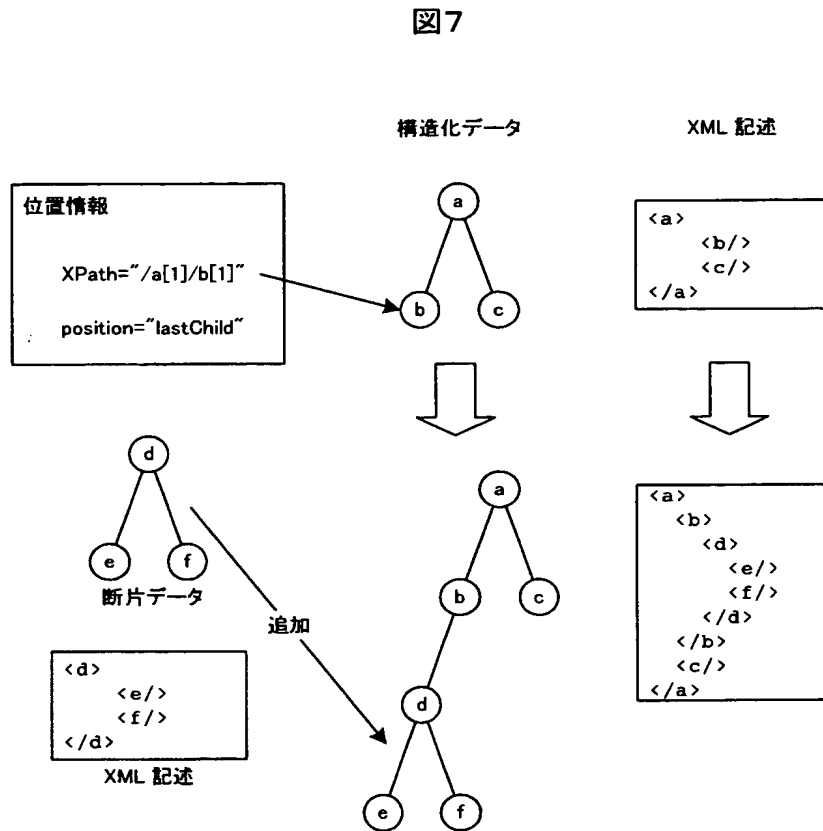 図7
構造化データ
XML 記述
位置情報
XPath="/a[1]/b[1]"
position="lastChild"
a
b
c
<a>
<b/>
<c/>
</a>
d
e
f
断片データ
追加
<d>
<e/>
<f/>
</d>
XML 記述
a
b
c
d
e
f
<a>
<b>
<d>
<e/>
<f/>
</d>
</b>
<c/>
</a>